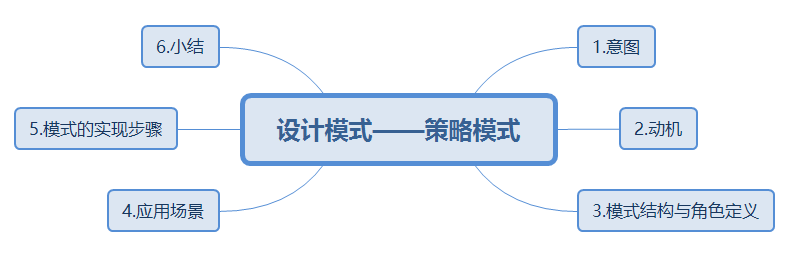 设计模式——策略模式
1.意图
2.动机
3.模式结构与角色定义
4.应用场景
5.模式的实现步骤
6.小结